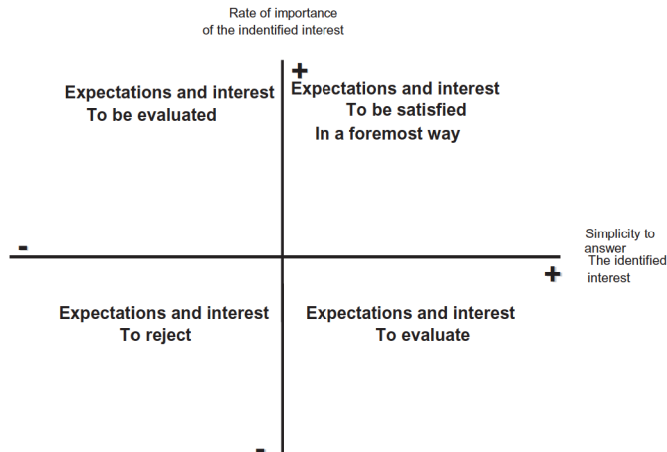 Rate of importance
of the indentified interest
+
Expectations and interest
To be evaluated
Expectations and interest
To be satisfied
In a foremost way
-
Simplicity to
answer
The identified
interest
+
Expectations and interest
To reject
Expectations and interest
To evaluate
-